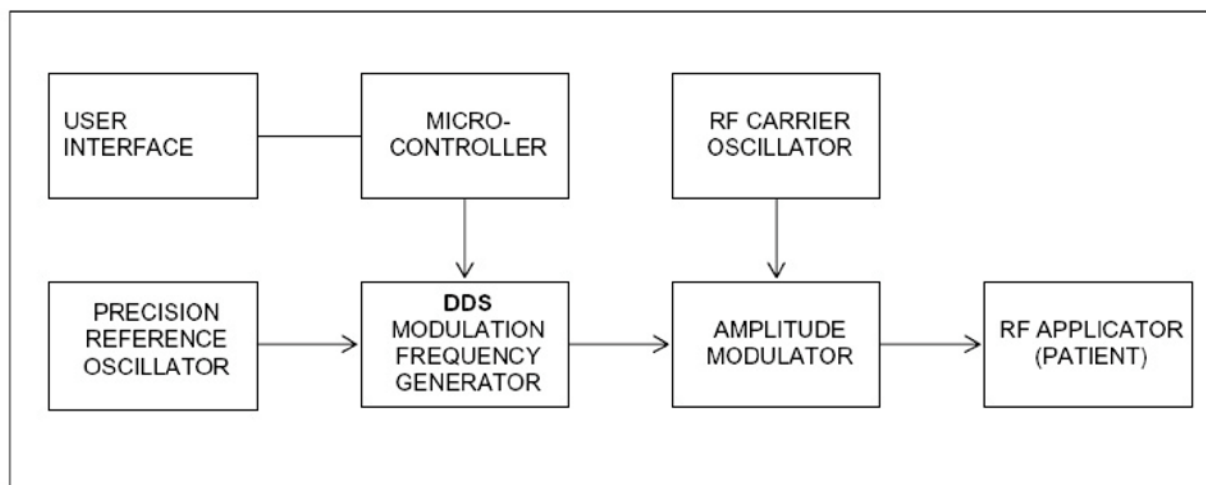 USER
INTERFACE
MICRO-
CONTROLLER
RF CARRIER
OSCILLATOR
PRECISION
REFERENCE
OSCILLATOR
DDS
MODULATION
FREQUENCY
GENERATOR
AMPLITUDE
MODULATOR
RF APPLICATOR
(PATIENT)